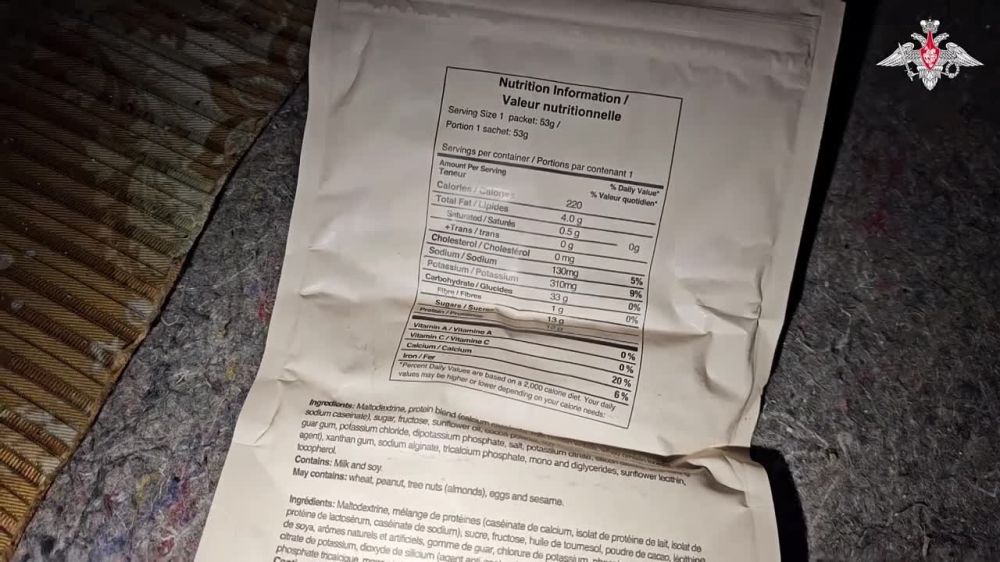 Nutrition Information /
Valeur nutritionnelle
Serving Size 1 packet: 53g /
Portion 1 sachet: 53g
Servings per container / Portions par contenant 1
Amount Per Serving
Teneur
% Daily Value*
% Valeur quotidien*
Calories / Calories 220
Total Fat / Lipides 4.0 g
Saturated / Saturés 0.5 g
+Trans / trans 0 g 0g
Cholesterol / Cholestérol 0 mg
Sodium / Sodium 130mg 5%
Potassium / Potassium 310mg 9%
Carbohydrate / Glucides 33 g 0%
Fibre / Fibres 1 g 0%
Sugars / Sucres 13 g
Protein /
Vitamin A / Vitamine A 0%
Vitamin C / Vitamine C 0%
Calcium / Calcium 20 %
Iron / Fer 6 %
*Percent Daily Values are based on a 2,000 calorie diet. Your daily
values may be higher or lower depending on your calorie needs:
Ingredients: Maltodextrine, protein blend (calcium
sodium caseinate), sugar, fructose, sunflower oil, cocoa
guar gum, potassium chloride, dipotassium phosphate, salt, potassium citrate,
agent), xanthan gum, sodium alginate, tricalcium phosphate, mono and diglycerides, sunflower lecithin,
tocopherol.
Contains: Milk and soy.
May contains: wheat, peanut, tree nuts (almonds), eggs and sesame.
Ingrédients: Maltodextrine, mélange de protéines (caséinate de calcium, isolat de protéine de lait, isolat de
protéine de lactosérum, caséinate de sodium), sucre, fructose, huile de tournesol, poudre de cacao, lécithine
de soya, arômes naturels et artificiels, gomme de guar, chlorure de potassium,
citrate de potassium, dioxyde de silicium (agent
phosphate tricalcique,